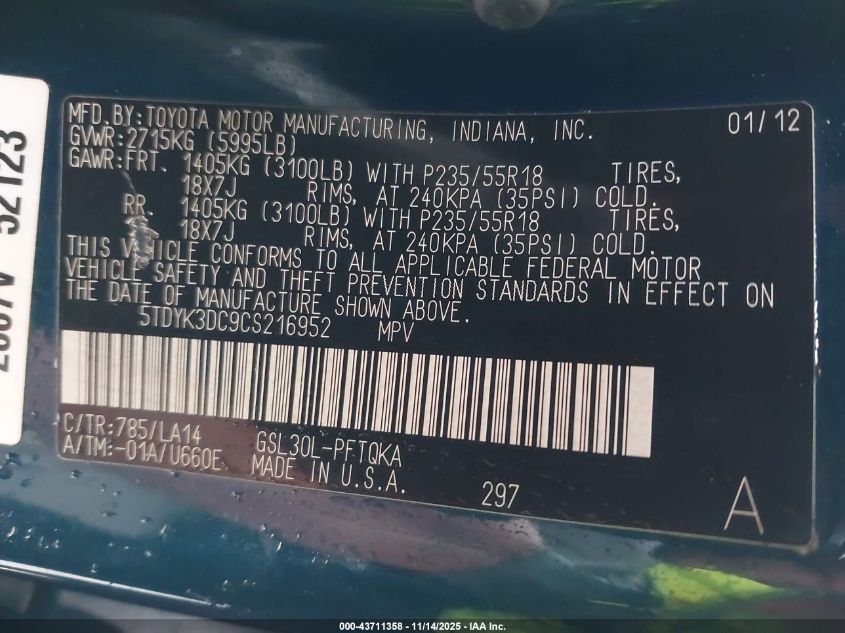 52123
MFD.BY:TOYOTA MOTOR MANUFACTURING, INDIANA, INC. 01/12
GVWR:2715KG (5995LB)
GAWR:FRT. 1405KG (3100LB) WITH P235/55R18 TIRES,
18X7J RIMS, AT 240KPA (35PSI) COLD.
RR. 1405KG (3100LB) WITH P235/55R18 TIRES,
18X7J RIMS, AT 240KPA (35PSI) COLD.
THIS VEHICLE CONFORMS TO ALL APPLICABLE FEDERAL MOTOR
VEHICLE SAFETY AND THEFT PREVENTION STANDARDS IN EFFECT ON
THE DATE OF MANUFACTURE SHOWN ABOVE.
5TDYK3DC9CS216952 MPV
C/TR:785/LA14
A/TM:-01A/U660E
GSL30L-PFTQKA
MADE IN U.S.A.
297
A
000-43711358 - 11/14/2025 - IAA Inc.